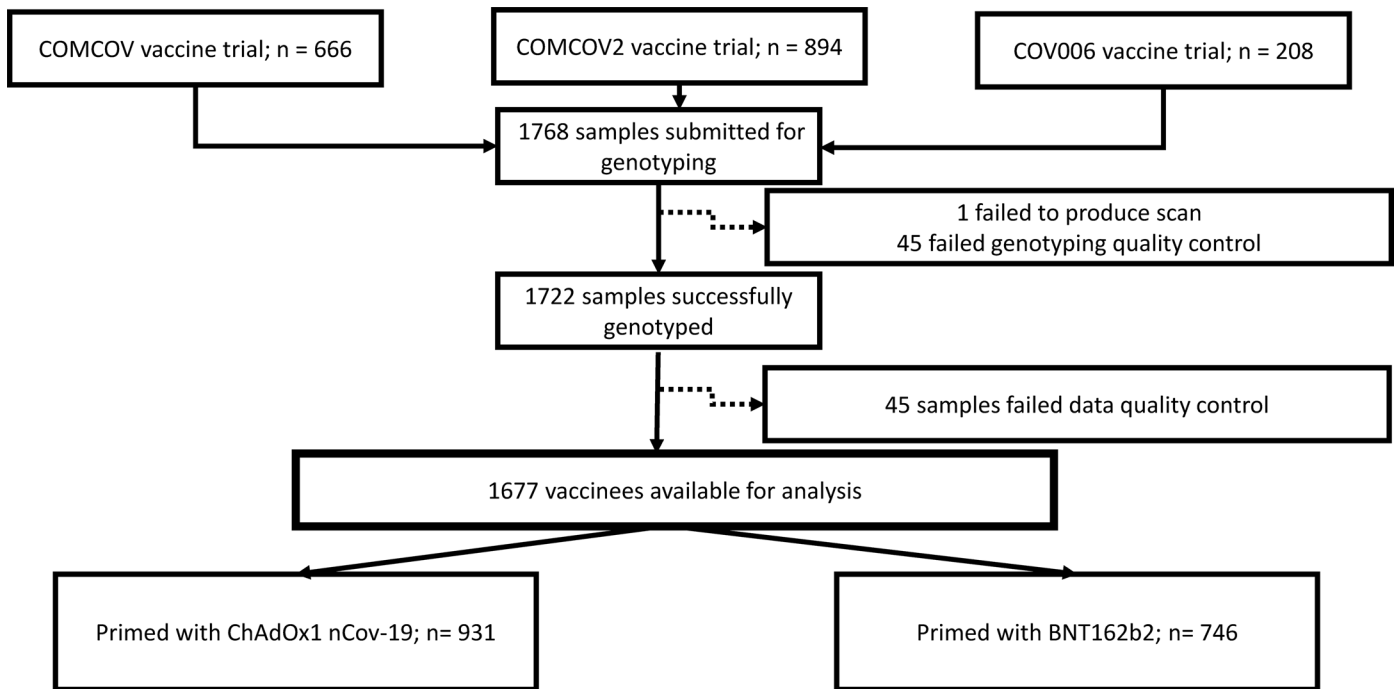 COMCOV vaccine trial; n = 666
COMCOV2 vaccine trial; n = 894
COV006 vaccine trial; n = 208
1768 samples submitted for
genotyping
1 failed to produce scan
45 failed genotyping quality control
1722 samples successfully
genotyped
45 samples failed data quality control
1677 vaccinees available for analysis
Primed with ChAdOx1 nCov-19; n= 931
Primed with BNT162b2; n= 746